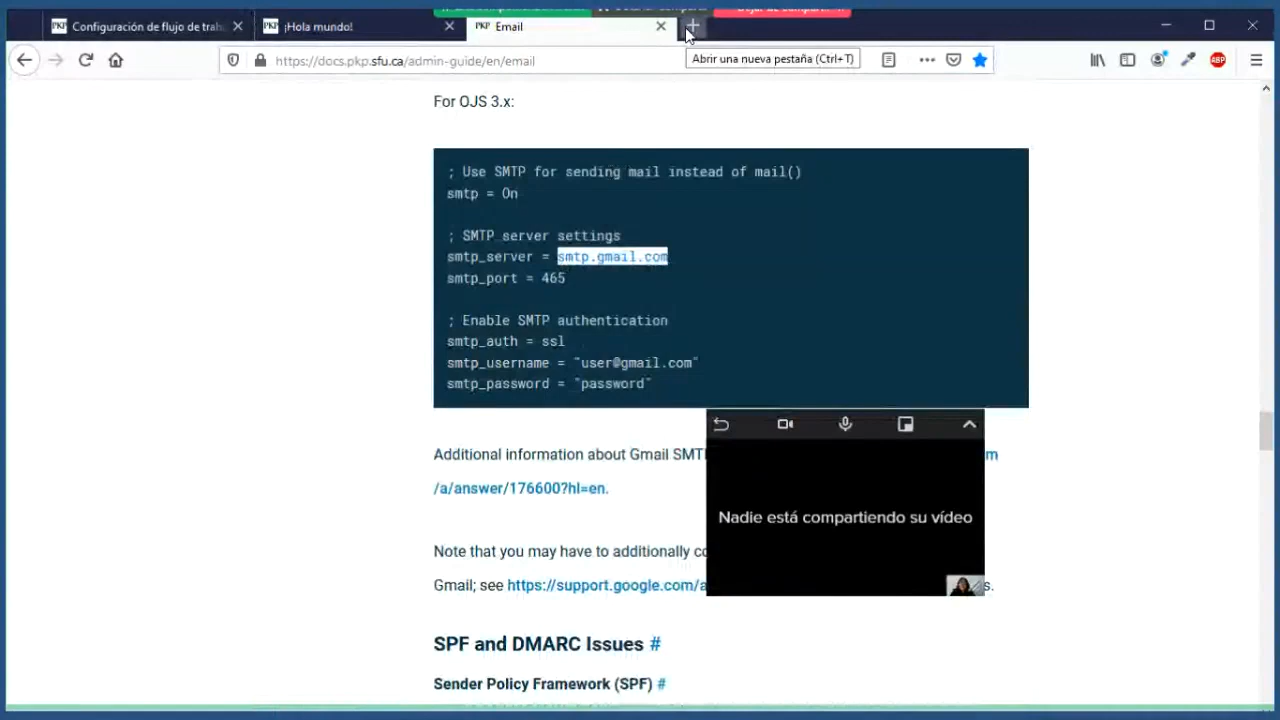 Configuración de flujo de trab
¡Hola mundo!
Email
https://docs.pkp.sfu.ca/admin-guide/en/email
Abrir una nueva pestaña (Ctrl+T)
ABP
For OJS 3.x:
; Use SMTP for sending mail instead of mail()
smtp = On
; SMTP server settings
smtp_server = smtp.gmail.com
smtp_port = 465
; Enable SMTP authentication
smtp_auth = ssl
smtp_username = "user@gmail.com"
smtp_password = "password"
Additional information about Gmail SMT
m
/a/answer/176600?hl=en.
Nadie está compartiendo su vídeo
Note that you may have to additionally co
Gmail; see https://support.google.com/a
s.
SPF and DMARC Issues #
Sender Policy Framework (SPF) #